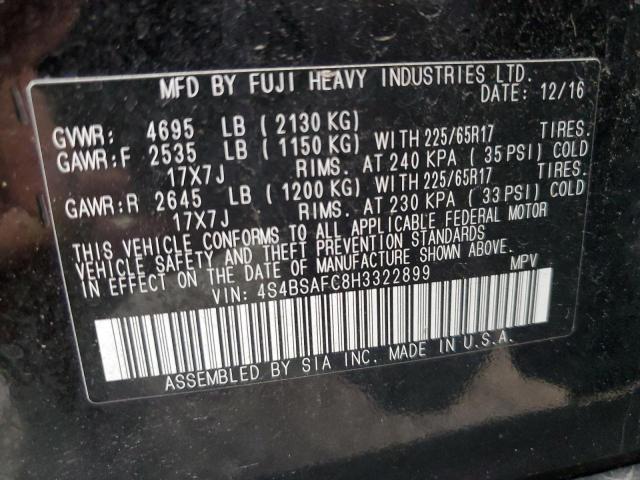 MFD BY FUJI HEAVY INDUSTRIES LTD.
DATE: 12/16
GVWR: 4695 LB ( 2130 KG)
GAWR:F 2535 LB ( 1150 KG) WITH 225/65R17 TIRES.
17X7J RIMS. AT 240 KPA ( 35 PSI) COLD
GAWR:R 2645 LB ( 1200 KG) WITH 225/65R17 TIRES.
17X7J RIMS. AT 230 KPA ( 33 PSI) COLD
THIS VEHICLE CONFORMS TO ALL APPLICABLE FEDERAL MOTOR
VEHICLE SAFETY AND THEFT PREVENTION STANDARDS
IN EFFECT ON THE DATE OF MANUFACTURE SHOWN ABOVE.
VIN: 4S4BSAFC8H3322899 MPV
ASSEMBLED BY SIA INC. MADE IN U.S.A.